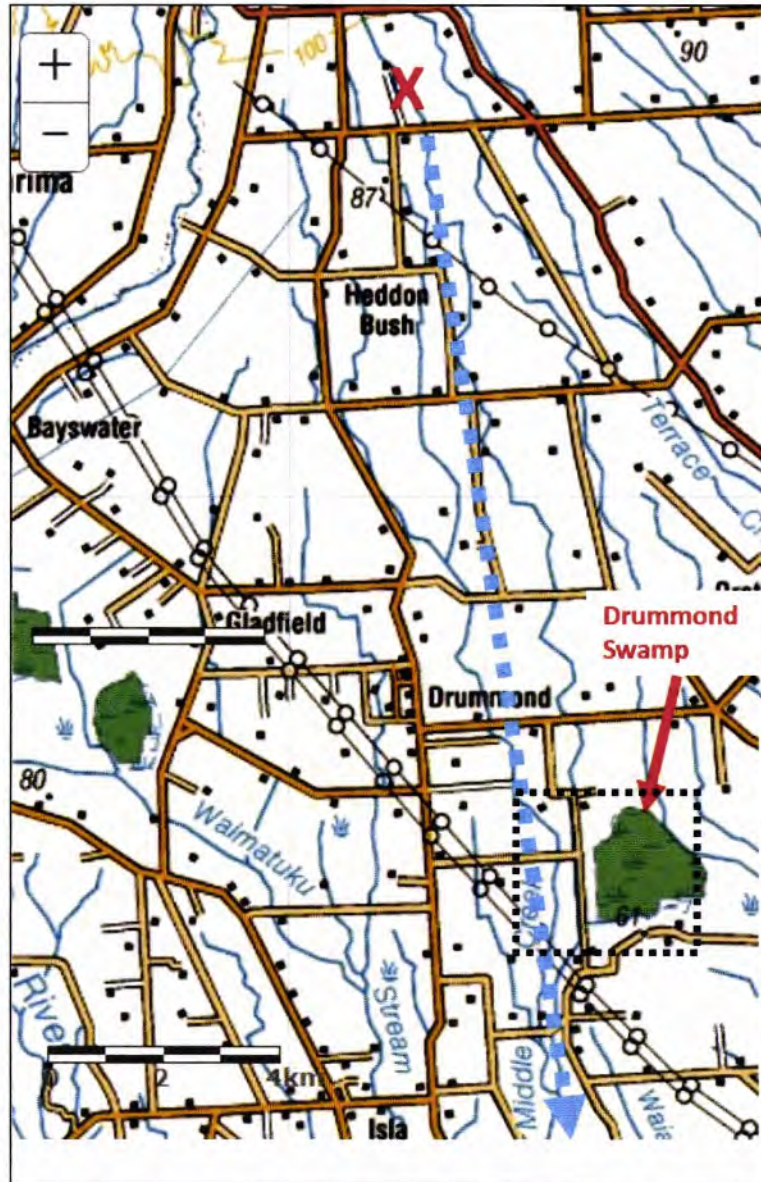 +
−
100
90
X
rima
87
Heddon
Bush
Bayswater
Terrace
Gladfield
Drummond
Swamp
Drummond
80
Waimatuku
Creek
61
River
Stream
0 2 4km
Middle
Isla